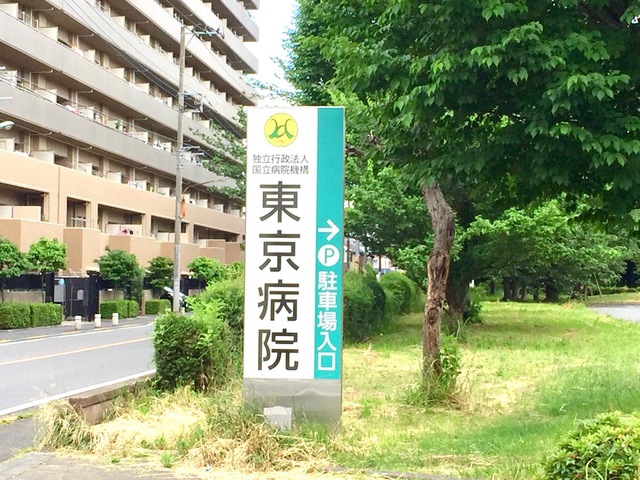 独立行政法人
国立病院機構
東京病院
→P駐車場入口